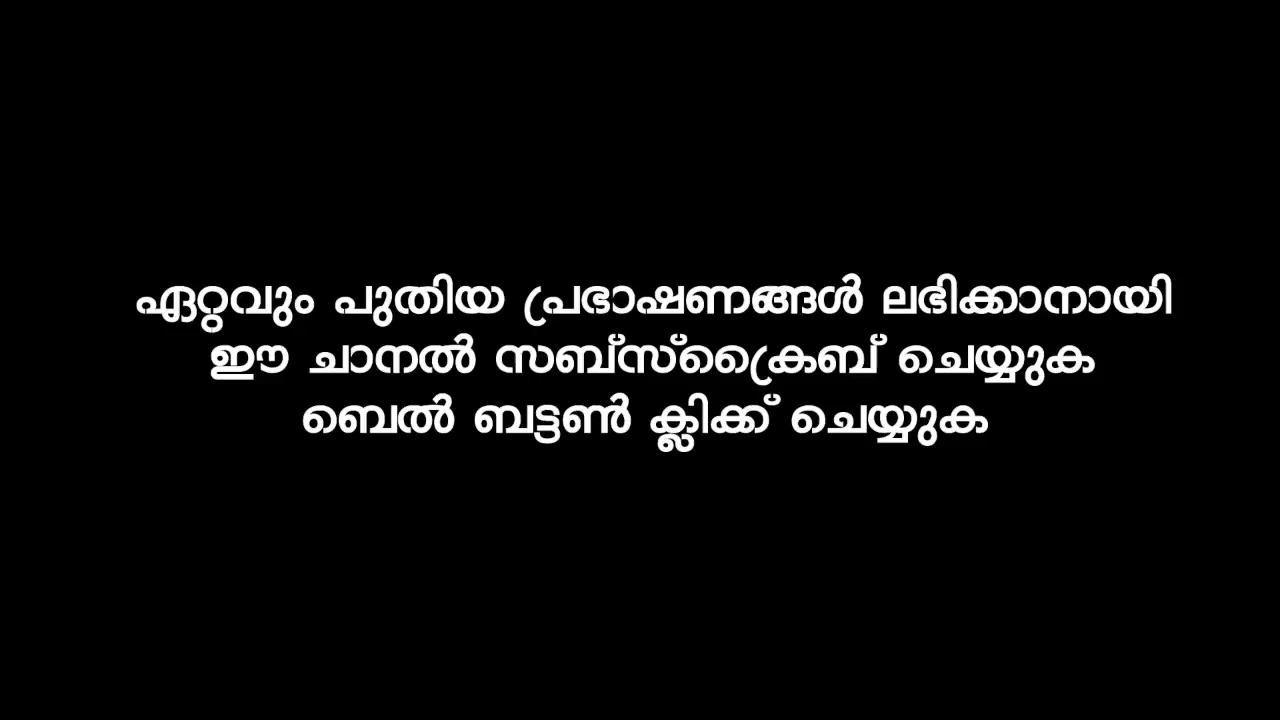 ഏറ്റവും പുതിയ പ്രഭാഷണങ്ങൾ ലഭിക്കാനായി
ഈ ചാനൽ സബ്സ്ക്രൈബ് ചെയ്യുക
ബെൽ ബട്ടൺ ക്ലിക്ക് ചെയ്യുക